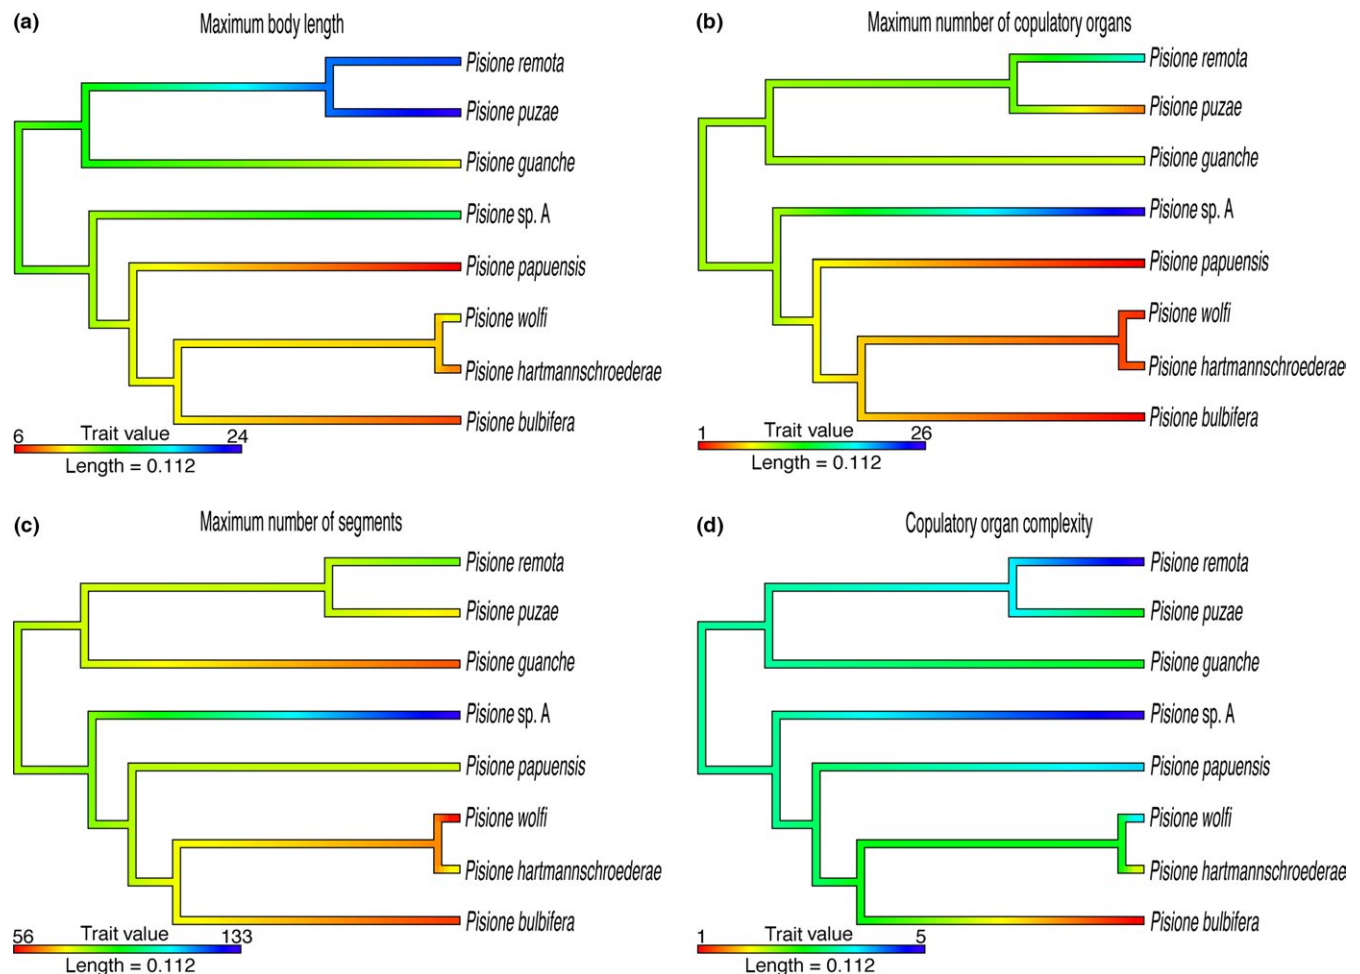 (a)
Maximum body length
Pisione remota
Pisione puzae
Pisione guanche
Pisione sp. A
Pisione papuensis
Pisione wolfi
Pisione hartmannschroederae
Pisione bulbifera
6 Trait value 24
Length = 0.112
(b)
Maximum numnber of copulatory organs
Pisione remota
Pisione puzae
Pisione guanche
Pisione sp. A
Pisione papuensis
Pisione wolfi
Pisione hartmannschroederae
Pisione bulbifera
1 Trait value 26
Length = 0.112
(c)
Maximum number of segments
Pisione remota
Pisione puzae
Pisione guanche
Pisione sp. A
Pisione papuensis
Pisione wolfi
Pisione hartmannschroederae
Pisione bulbifera
56 Trait value 133
Length = 0.112
(d)
Copulatory organ complexity
Pisione remota
Pisione puzae
Pisione guanche
Pisione sp. A
Pisione papuensis
Pisione wolfi
Pisione hartmannschroederae
Pisione bulbifera
1 Trait value 5
Length = 0.112